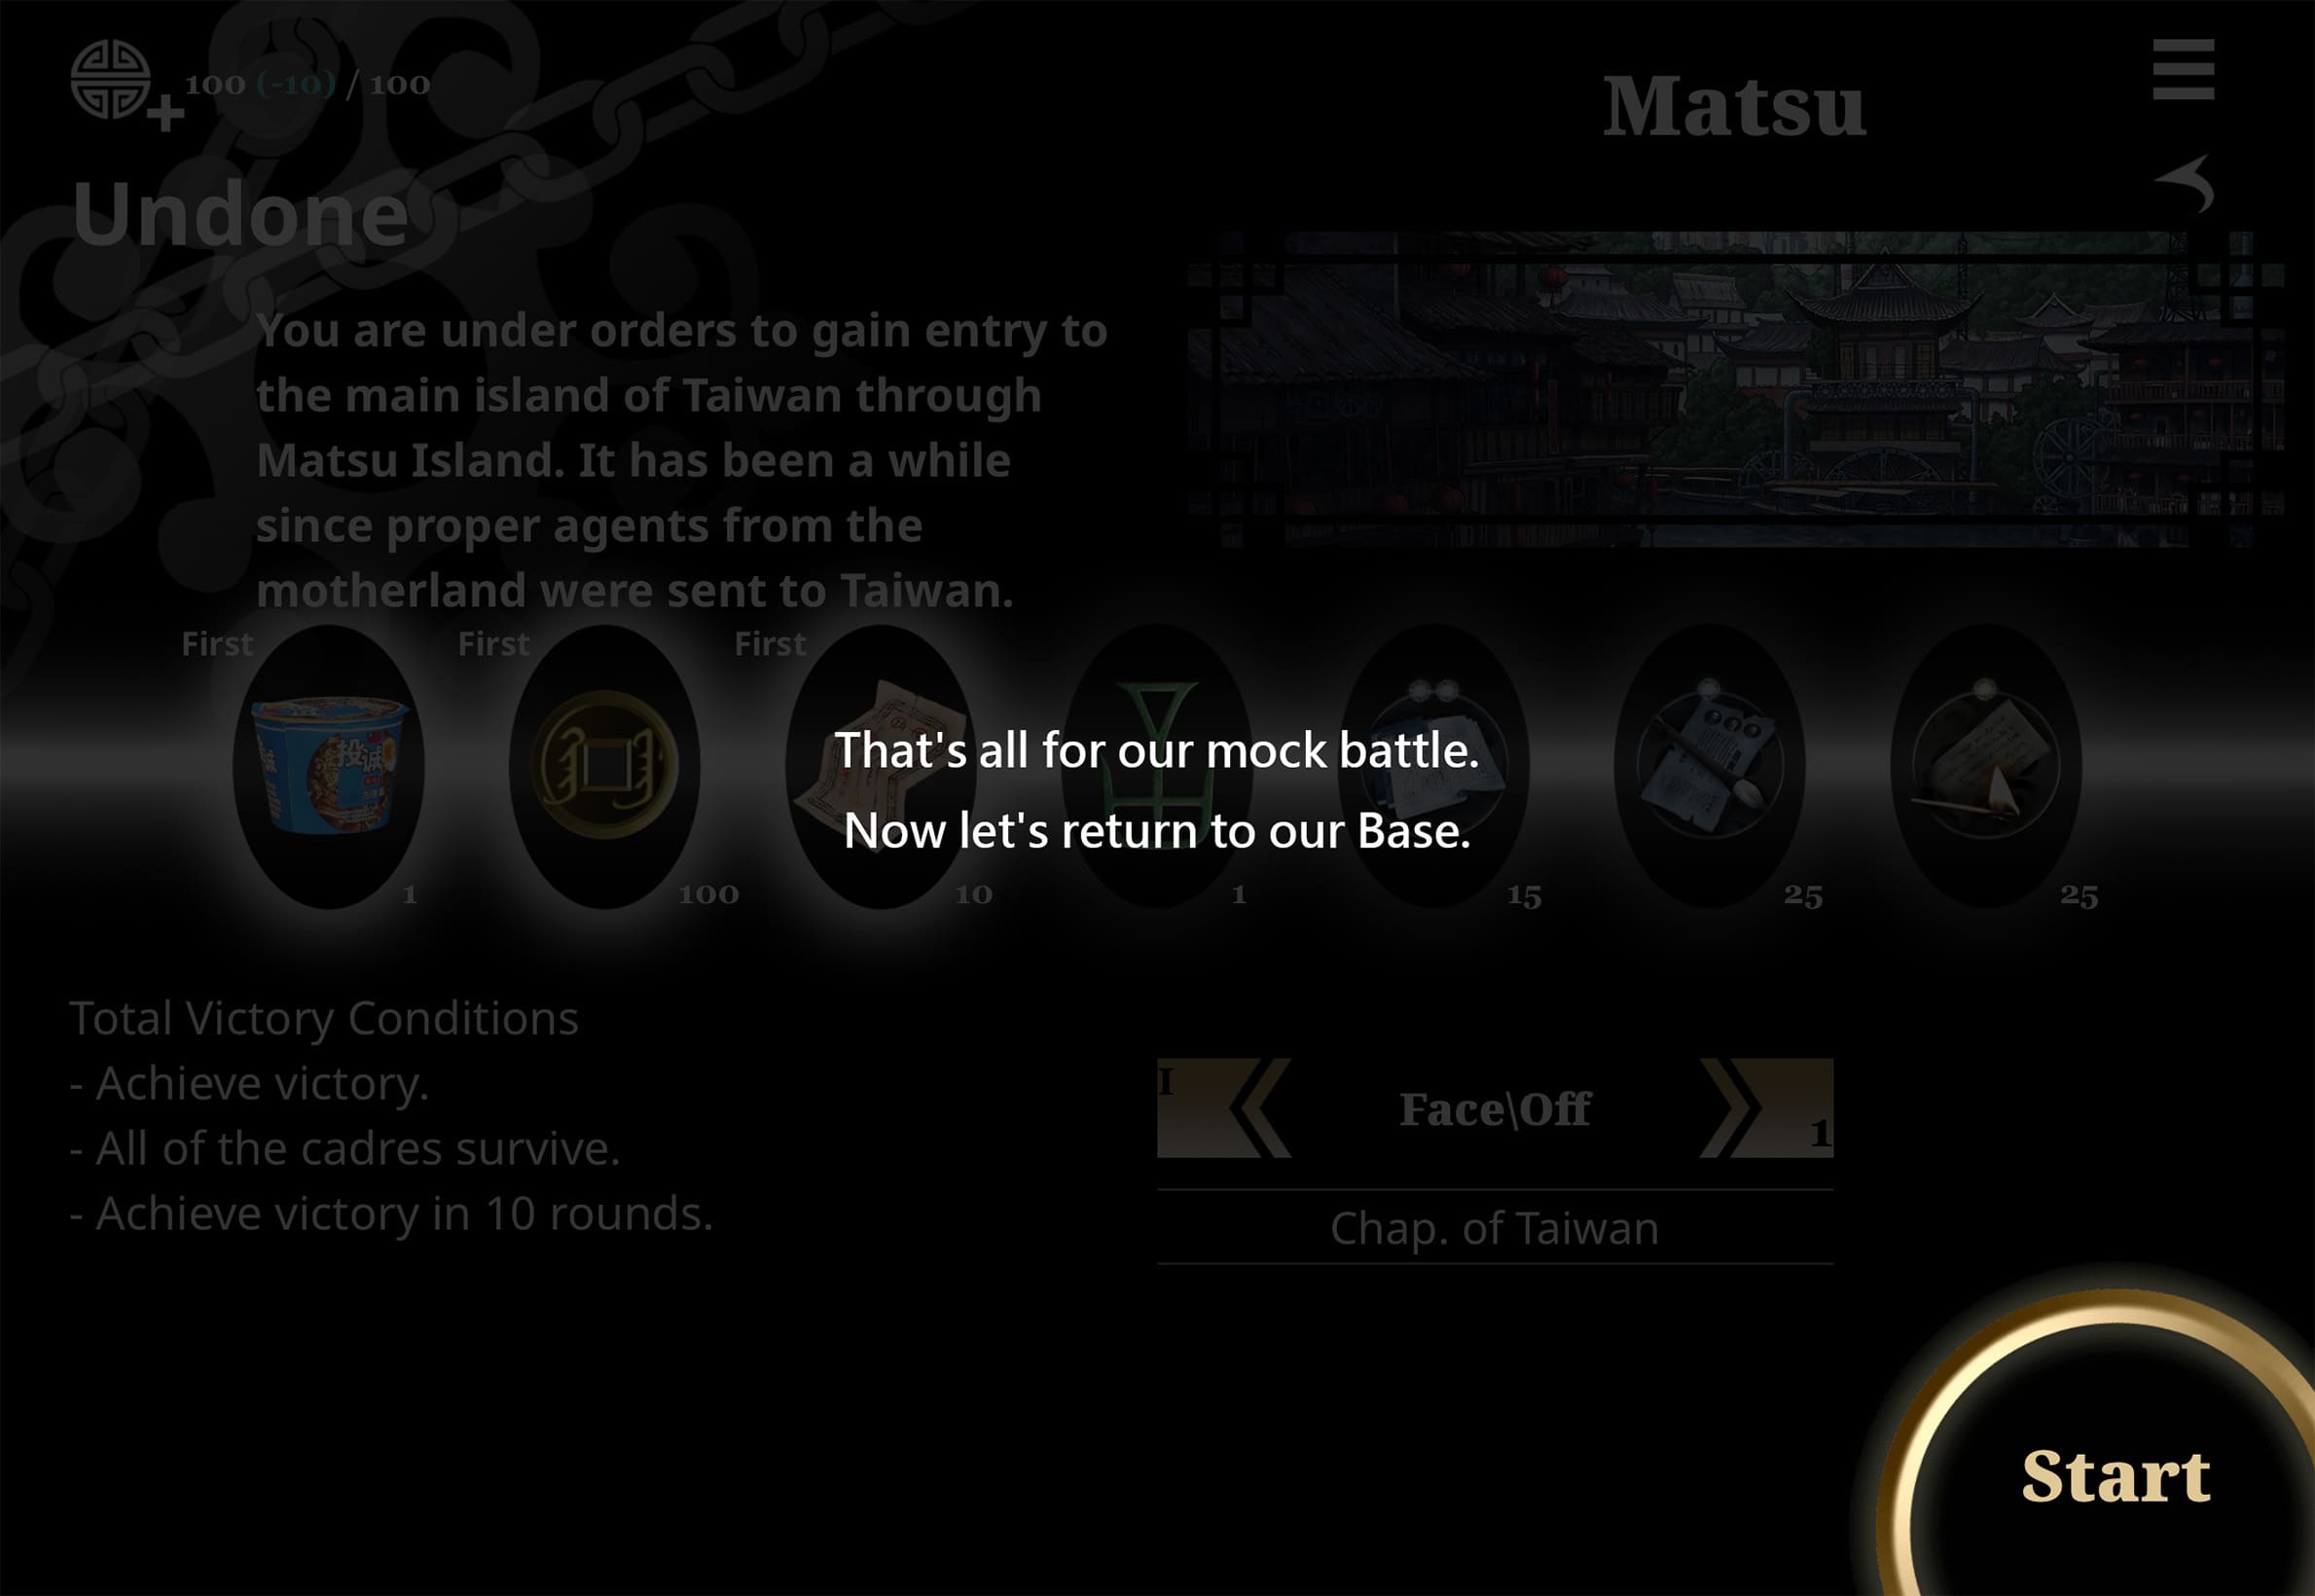 100 (-10) / 100
Matsu
Undone
You are under orders to gain entry to
the main island of Taiwan through
Matsu Island. It has been a while
since proper agents from the
motherland were sent to Taiwan.
First
First
First
投诚
That's all for our mock battle.
Now let's return to our Base.
1
100
10
1
15
25
25
Total Victory Conditions
- Achieve victory.
- All of the cadres survive.
- Achieve victory in 10 rounds.
I
Face\Off
1
Chap. of Taiwan
Start